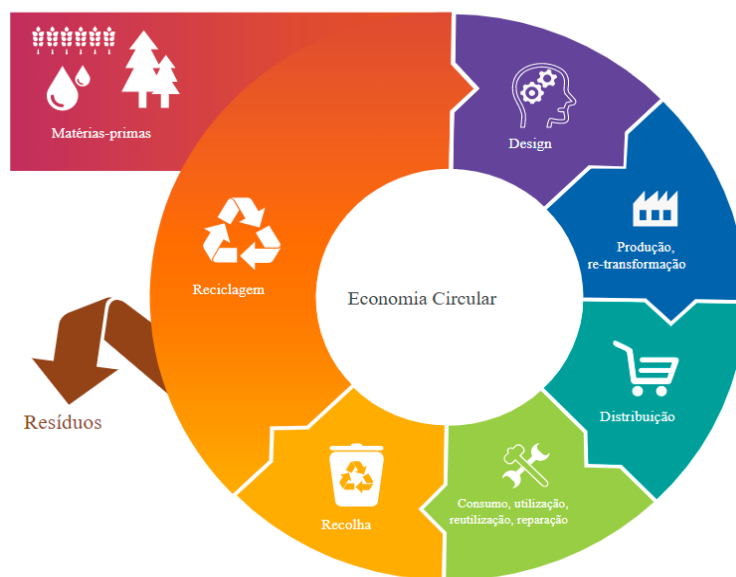 Matérias-primas
Design
Produção,
re-transformação
Reciclagem
Economia Circular
Distribuição
Resíduos
Consumo, utilização,
reutilização, reparação
Recolha